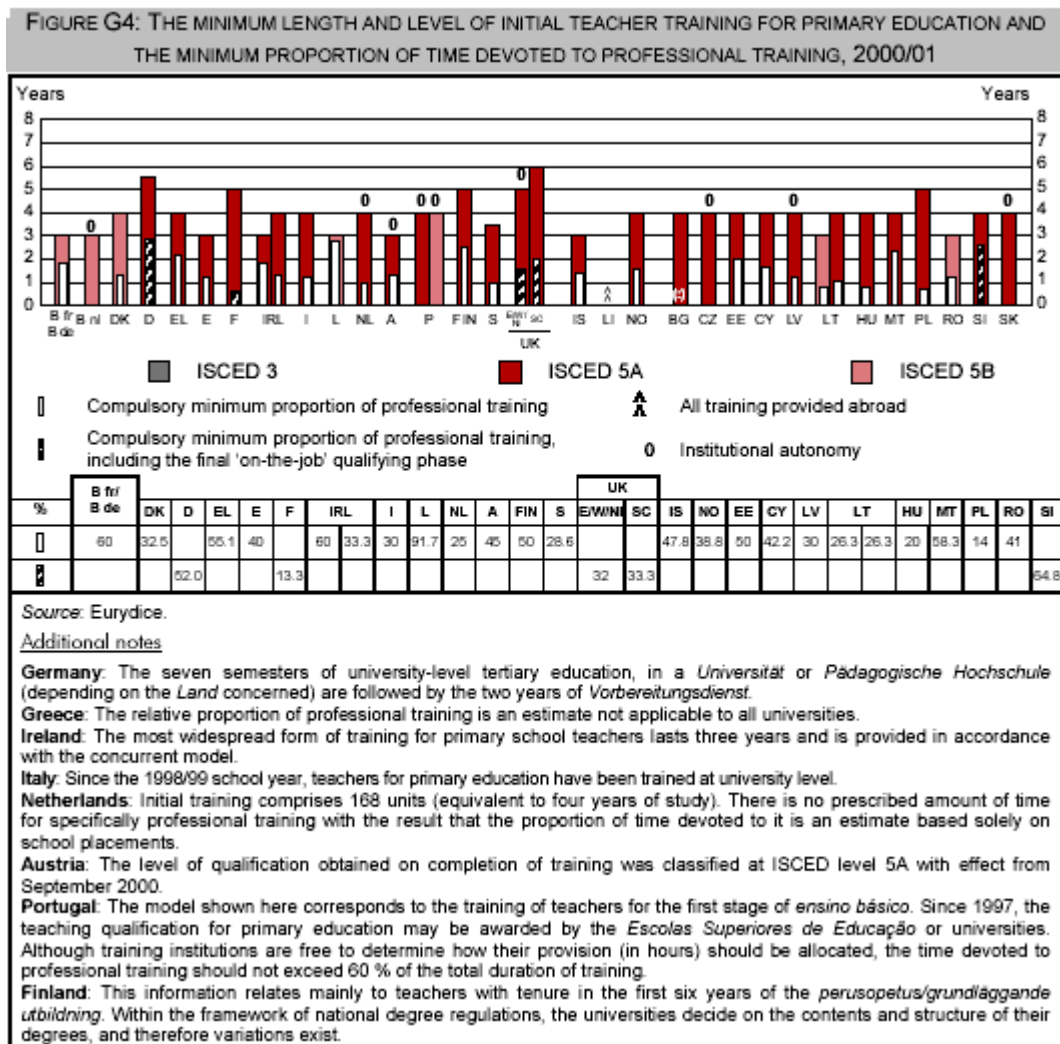 FIGURE G4: THE MINIMUM LENGTH AND LEVEL OF INITIAL TEACHER TRAINING FOR PRIMARY EDUCATION AND
THE MINIMUM PROPORTION OF TIME DEVOTED TO PROFESSIONAL TRAINING, 2000/01
Years Years
8 8
7 7
6 6
5 5
4 4
3 3
2 2
1 1
0 0
0 0 0 0 0 0 0 0 0
(:)
B fr B de B nl DK D EL E F IRL I L NL A P FIN S E/W/NI SC IS LI NO BG CZ EE CY LV LT HU MT PL RO SI SK
UK
ISCED 3 ISCED 5A ISCED 5B
Compulsory minimum proportion of professional training All training provided abroad
Compulsory minimum proportion of professional training,
including the final 'on-the-job' qualifying phase 0 Institutional autonomy
B fr/ UK
% B de DK D EL E F IRL I L NL A FIN S E/W/NI SC IS NO EE CY LV LT HU MT PL RO SI
60 32.5 55.1 40 60 33.3 30 91.7 25 45 50 28.6 47.8 38.8 50 42.2 30 26.3 26.3 20 58.3 14 41
52.0 13.3 32 33.3 64.8
Source: Eurydice.
Additional notes
Germany: The seven semesters of university-level tertiary education, in a Universität or Pädagogische Hochschule
(depending on the Land concerned) are followed by the two years of Vorbereitungsdienst.
Greece: The relative proportion of professional training is an estimate not applicable to all universities.
Ireland: The most widespread form of training for primary school teachers lasts three years and is provided in accordance
with the concurrent model.
Italy: Since the 1998/99 school year, teachers for primary education have been trained at university level.
Netherlands: Initial training comprises 168 units (equivalent to four years of study). There is no prescribed amount of time
for specifically professional training with the result that the proportion of time devoted to it is an estimate based solely on
school placements.
Austria: The level of qualification obtained on completion of training was classified at ISCED level 5A with effect from
September 2000.
Portugal: The model shown here corresponds to the training of teachers for the first stage of ensino básico. Since 1997, the
teaching qualification for primary education may be awarded by the Escolas Superiores de Educação or universities.
Although training institutions are free to determine how their provision (in hours) should be allocated, the time devoted to
professional training should not exceed 60 % of the total duration of training.
Finland: This information relates mainly to teachers with tenure in the first six years of the perusopetus/grundläggande
utbildning. Within the framework of national degree regulations, the universities decide on the contents and structure of their
degrees, and therefore variations exist.